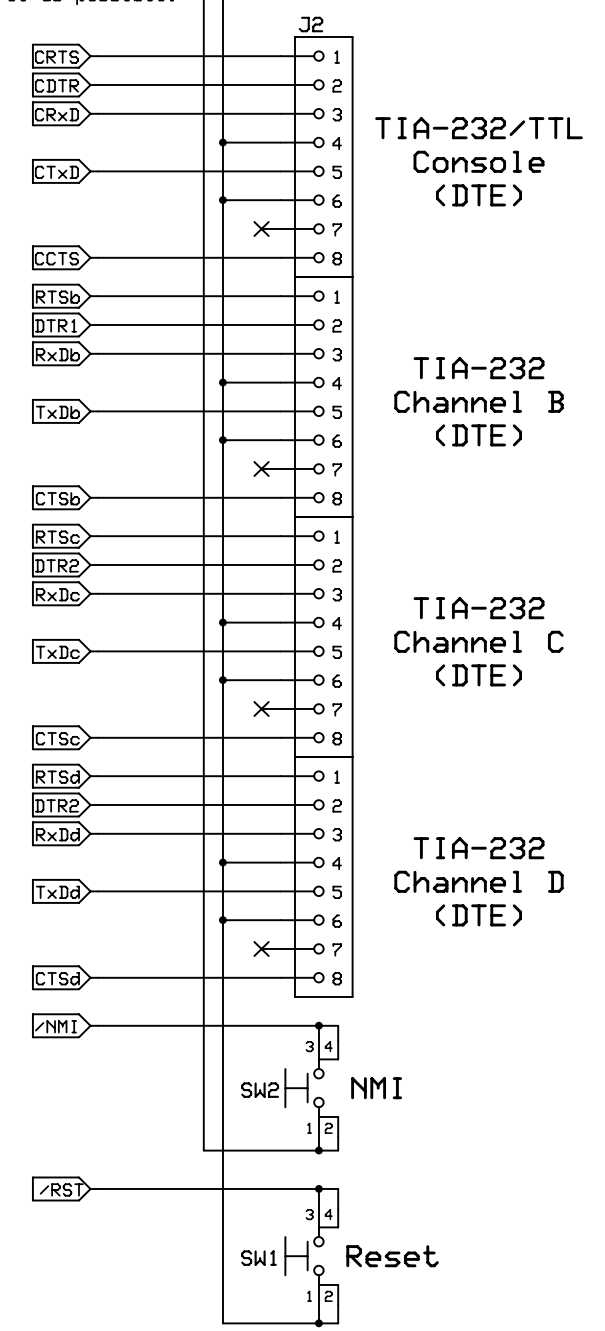 J2
CRTS 1
CDTR 2
CRxD 3
4
CTxD 5
6
7
CCTS 8
TIA-232/TTL
Console
(DTE)
RTSb 1
DTR1 2
RxDb 3
4
TxDb 5
6
7
CTSb 8
TIA-232
Channel B
(DTE)
RTSc 1
DTR2 2
RxDc 3
4
TxDc 5
6
7
CTSc 8
TIA-232
Channel C
(DTE)
RTSd 1
DTR2 2
RxDd 3
4
TxDd 5
6
7
CTSd 8
TIA-232
Channel D
(DTE)
/NMI
3 4
SW2 NMI
1 2
/RST
3 4
SW1 Reset
1 2